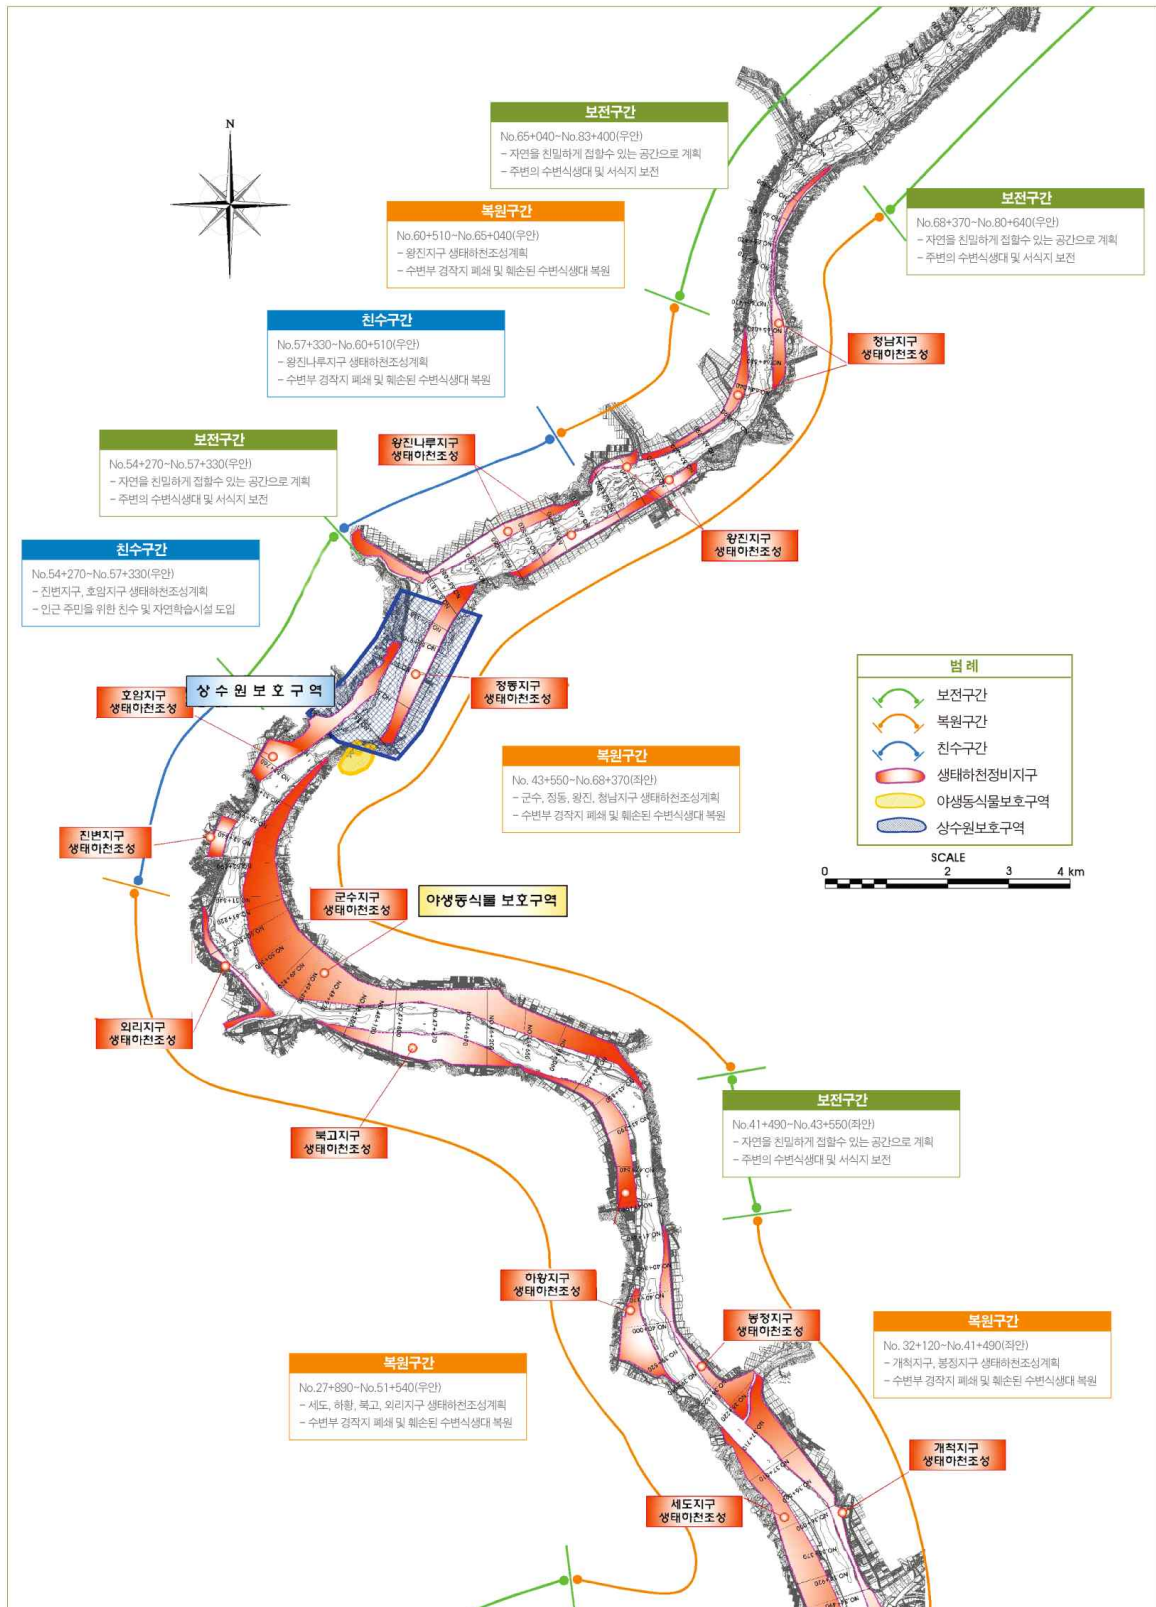 N
보전구간
No.65+040~No.83+400(우안)
- 자연을 친밀하게 접할수 있는 공간으로 계획
- 주변의 수변식생대 및 서식지 보전
복원구간
No.60+510~No.65+040(우안)
- 왕진지구 생태하천조성계획
- 수변부 경작지 폐쇄 및 훼손된 수변식생대 복원
보전구간
No.68+370~No.80+640(우안)
- 자연을 친밀하게 접할수 있는 공간으로 계획
- 주변의 수변식생대 및 서식지 보전
친수구간
No.57+330~No.60+510(우안)
- 왕진나루지구 생태하천조성계획
- 수변부 경작지 폐쇄 및 훼손된 수변식생대 복원
청남지구
생태하천조성
보전구간
No.54+270~No.57+330(우안)
- 자연을 친밀하게 접할수 있는 공간으로 계획
- 주변의 수변식생대 및 서식지 보전
왕진나루지구
생태하천조성
왕진지구
생태하천조성
친수구간
No.54+270~No.57+330(우안)
- 진변지구, 호암지구 생태하천조성계획
- 인근 주민을 위한 친수 및 자연학습시설 도입
호암지구
생태하천조성
상수원보호구역
정동지구
생태하천조성
범례
보전구간
복원구간
친수구간
생태하천정비지구
야생동식물보호구역
상수원보호구역
SCALE
0 2 3 4 km
복원구간
No. 43+550~No.68+370(좌안)
- 군수, 정동, 왕진, 청남지구 생태하천조성계획
- 수변부 경작지 폐쇄 및 훼손된 수변식생대 복원
진변지구
생태하천조성
군수지구
생태하천조성
야생동식물 보호구역
외리지구
생태하천조성
북고지구
생태하천조성
보전구간
No.41+490~No.43+550(좌안)
- 자연을 친밀하게 접할수 있는 공간으로 계획
- 주변의 수변식생대 및 서식지 보전
하황지구
생태하천조성
봉정지구
생태하천조성
복원구간
No. 32+120~No.41+490(좌안)
- 개척지구, 봉정지구 생태하천조성계획
- 수변부 경작지 폐쇄 및 훼손된 수변식생대 복원
복원구간
No.27+890~No.51+540(우안)
- 세도, 하황, 북고, 외리지구 생태하천조성계획
- 수변부 경작지 폐쇄 및 훼손된 수변식생대 복원
개척지구
생태하천조성
세도지구
생태하천조성